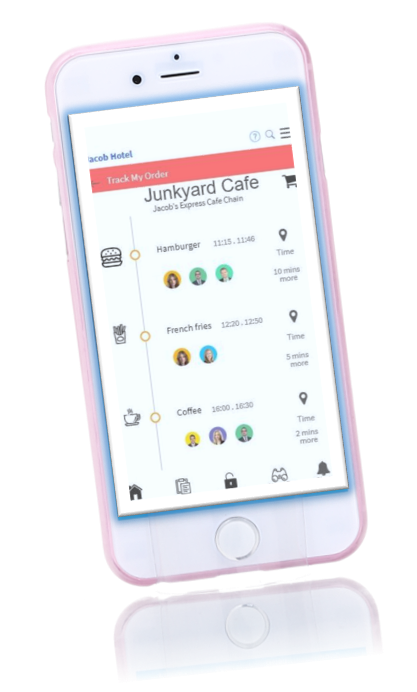 Jacob Hotel
?
← Track My Order
Junkyard Cafe
Jacob's Express Cafe Chain
Hamburger 11:15 . 11:46
Time
10 mins
more
French fries 12:20 . 12:50
Time
5 mins
more
Coffee 16:00 . 16:30
Time
2 mins
more